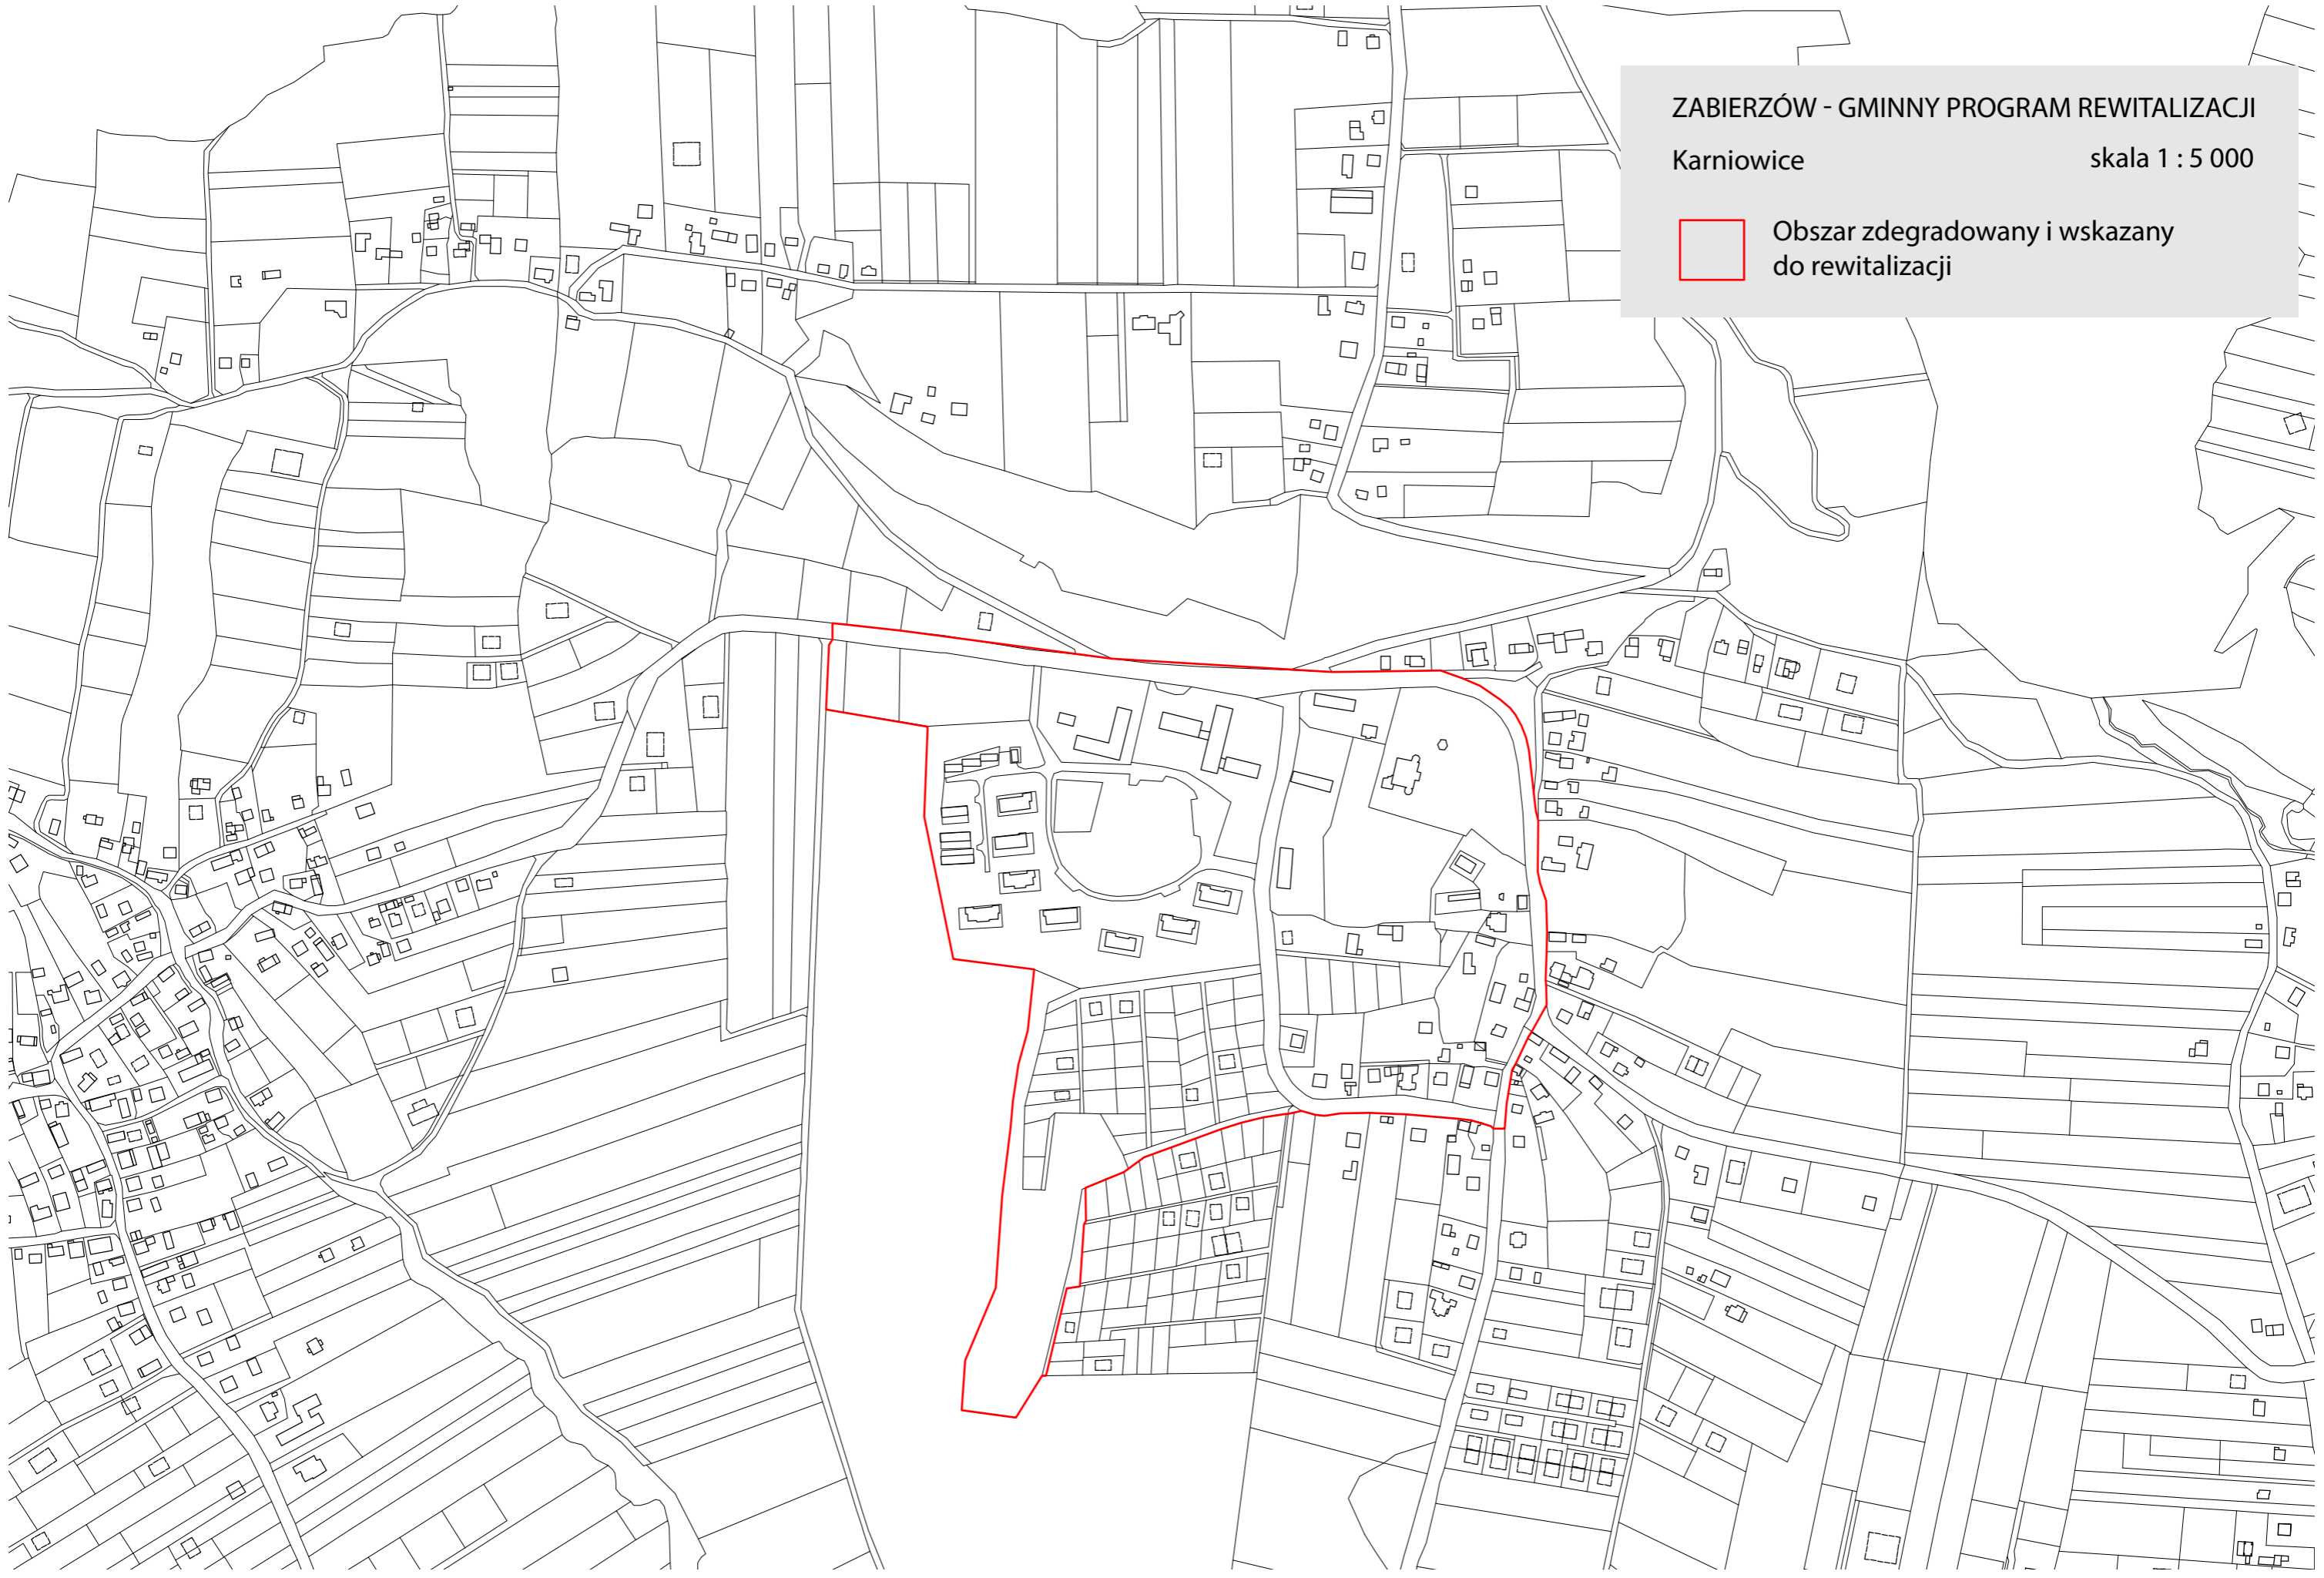 ZABIERZÓW - GMINNY PROGRAM REWITALIZACJI
Karniowice skala 1 : 5 000
Obszar zdegradowany i wskazany
do rewitalizacji